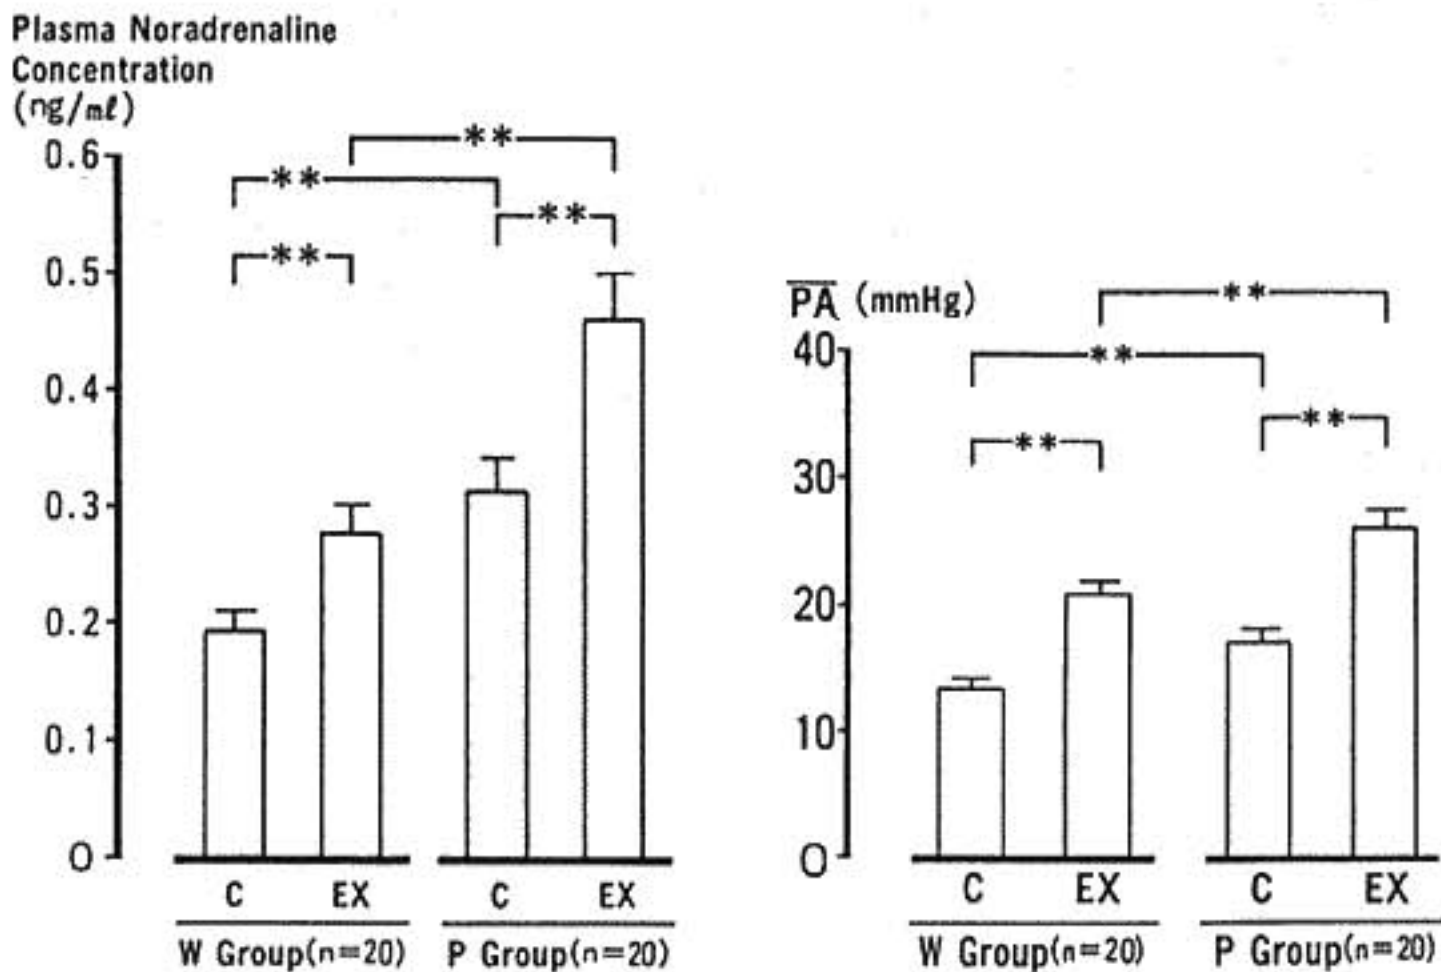 Plasma Noradrenaline
Concentration
(ng/mℓ)
0.6
0.5
0.4
0.3
0.2
0.1
0
**
**
**
**
C EX C EX
W Group(n=20) P Group(n=20)
P̅A̅ (mmHg)
40
30
20
10
0
**
**
**
**
C EX C EX
W Group(n=20) P Group(n=20)